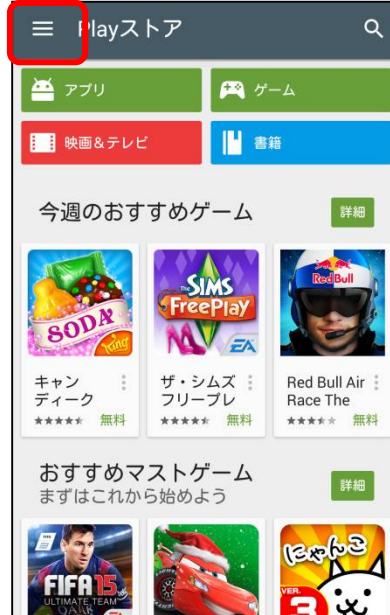 Playストア
アプリ
ゲーム
映画&テレビ
書籍
今週のおすすめゲーム
詳細
SODA
King
THE SIMS
FreePlay
EA
Red Bull
キャン
ディーク
無料
ザ・シムズ
フリープレ
無料
Red Bull Air
Race The
無料
おすすめマストゲーム
まずはこれから始めよう
詳細
FIFA15
ULTIMATE TEAM
にゃんこ
VER.
3